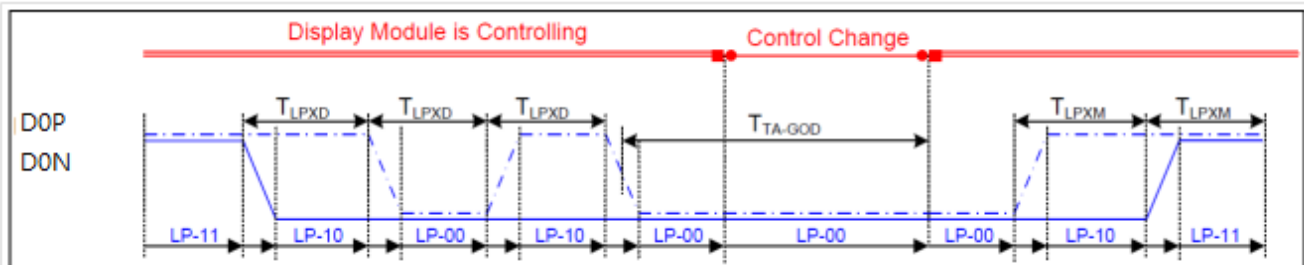 Display Module is Controlling Control Change
TLPXD TLPXD TLPXD TTA-GOD TLPXM TLPXM
D0P
D0N
LP-11 LP-10 LP-00 LP-10 LP-00 LP-00 LP-00 LP-10 LP-11